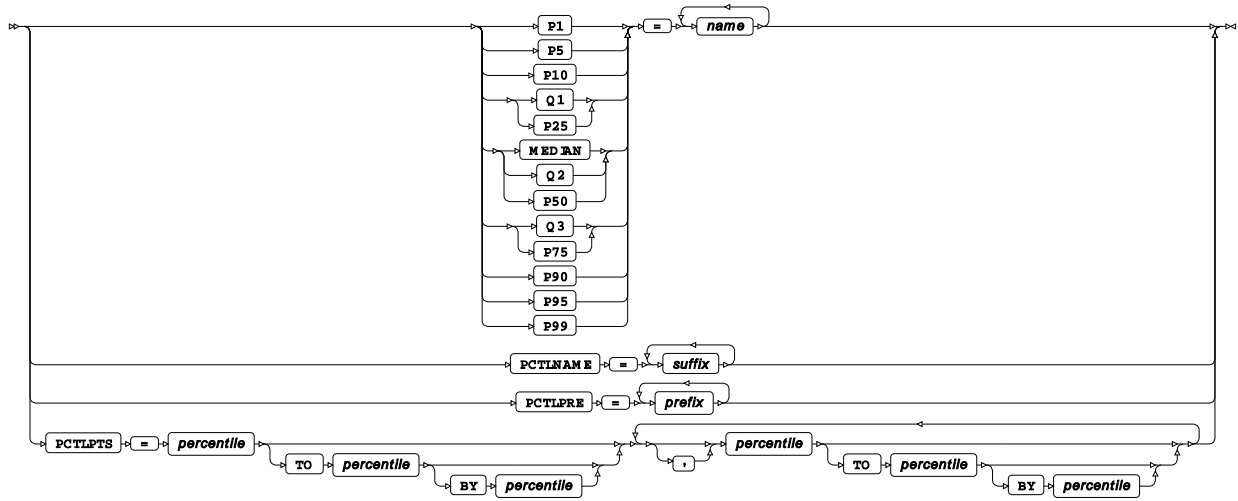 P1 = name
P5
P10
Q1
P25
MEDIAN
Q2
P50
Q3
P75
P90
P95
P99
PCTLNAME = suffix
PCTLPRE = prefix
PCTLPTS = percentile , percentile
TO percentile TO percentile
BY percentile BY percentile